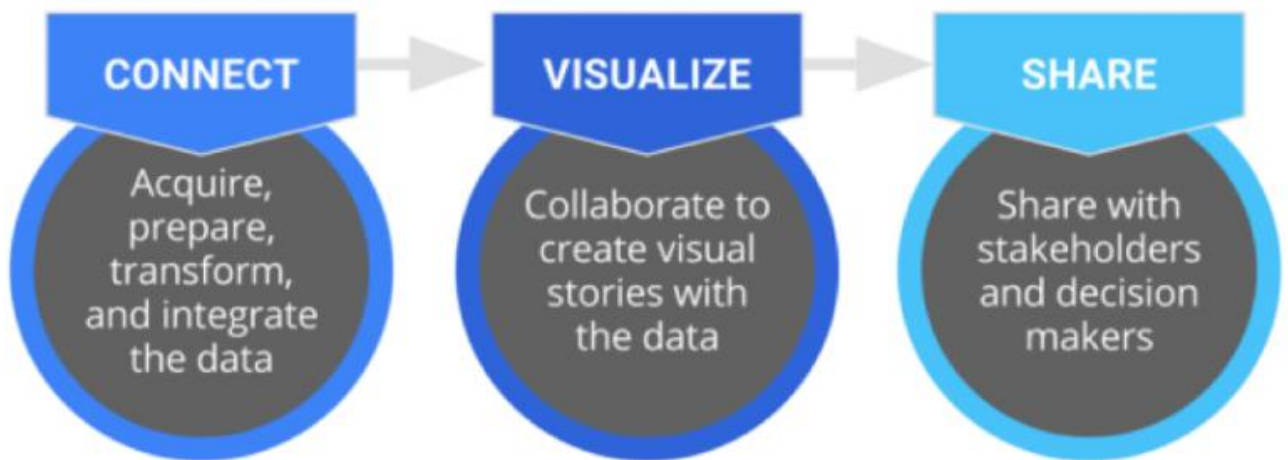 CONNECT
Acquire,
prepare,
transform,
and integrate
the data
VISUALIZE
Collaborate to
create visual
stories with
the data
SHARE
Share with
stakeholders
and decision
makers